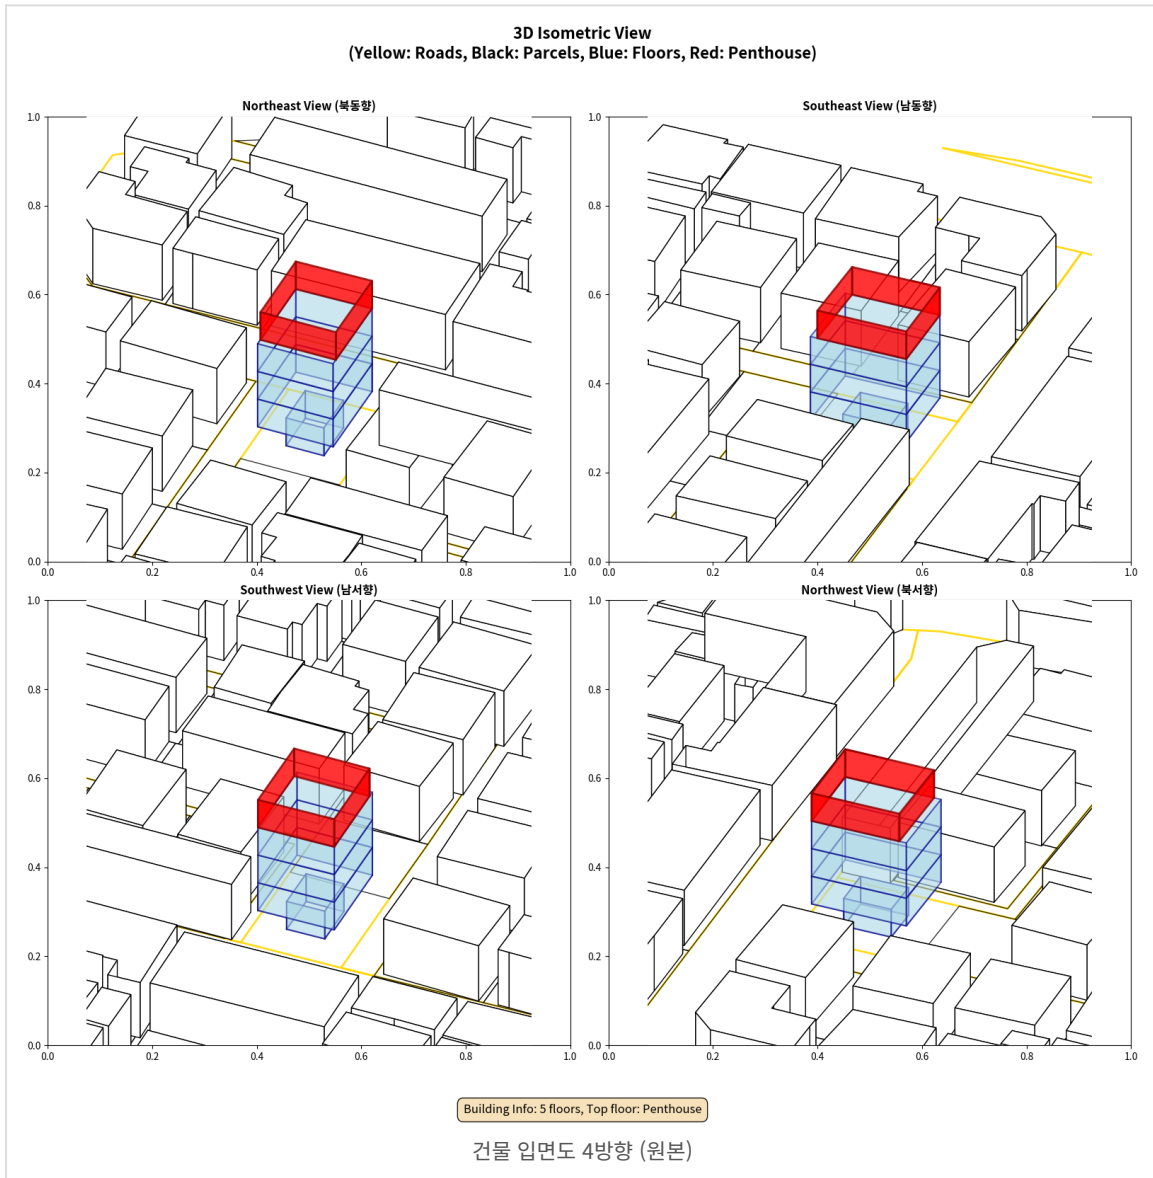 3D Isometric View
(Yellow: Roads, Black: Parcels, Blue: Floors, Red: Penthouse)
Northeast View (북동향)
1.0
0.8
0.6
0.4
0.2
0.0
0.0 0.2 0.4 0.6 0.8 1.0
Southeast View (남동향)
1.0
0.8
0.6
0.4
0.2
0.0
0.0 0.2 0.4 0.6 0.8 1.0
Southwest View (남서향)
1.0
0.8
0.6
0.4
0.2
0.0
0.0 0.2 0.4 0.6 0.8 1.0
Northwest View (북서향)
1.0
0.8
0.6
0.4
0.2
0.0
0.0 0.2 0.4 0.6 0.8 1.0
Building Info: 5 floors, Top floor: Penthouse
건물 입면도 4방향 (원본)